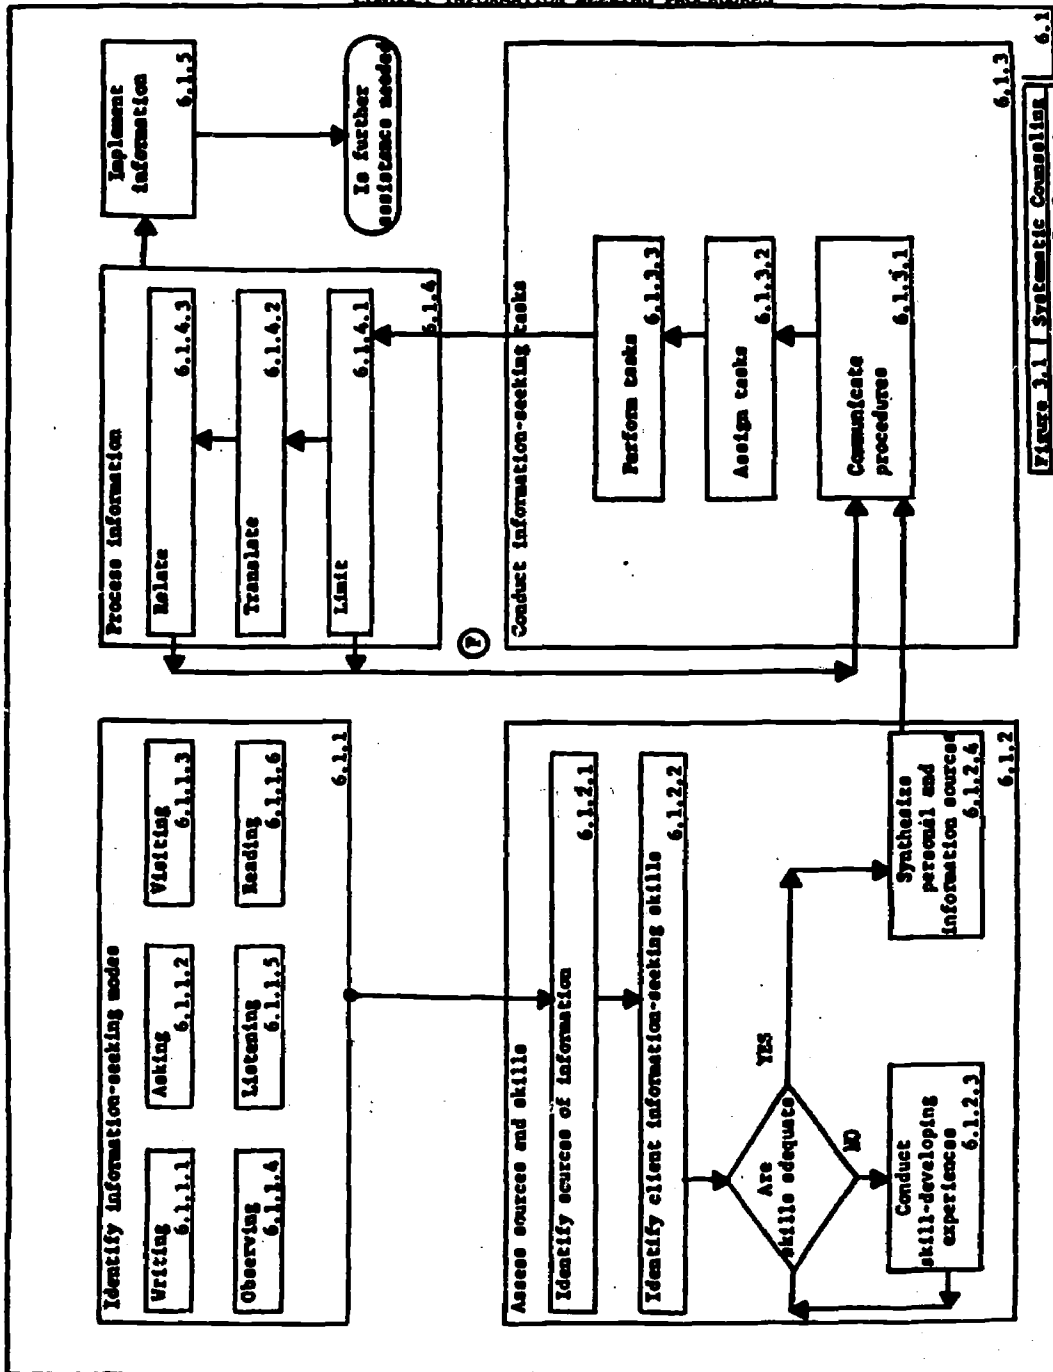 CONDUCT INFORMATION SEEKING PROCEDURES
Identify information-seeking modes
Writing
6.1.1.1
Asking
6.1.1.2
Visiting
6.1.1.3
Observing
6.1.1.4
Listening
6.1.1.5
Reading
6.1.1.6
6.1.1
Assess sources and skills
Identify sources of information
6.1.2.1
Identify client information-seeking skills
6.1.2.2
Are
skills adequate
YES
NO
Conduct
skill-developing
experiences
6.1.2.3
Synthesize
personal and
information sources
6.1.2.4
6.1.2
Process information
Relate
6.1.4.3
Translate
6.1.4.2
Limit
6.1.4.1
6.1.4
F
Implement
information
6.1.5
Is further
assistance needed
Conduct information-seeking tasks
Perform tasks
6.1.3.3
Assign tasks
6.1.3.2
Communicate
procedures
6.1.3.1
6.1.3
Figure 3.1 Systematic Counseling
6.1